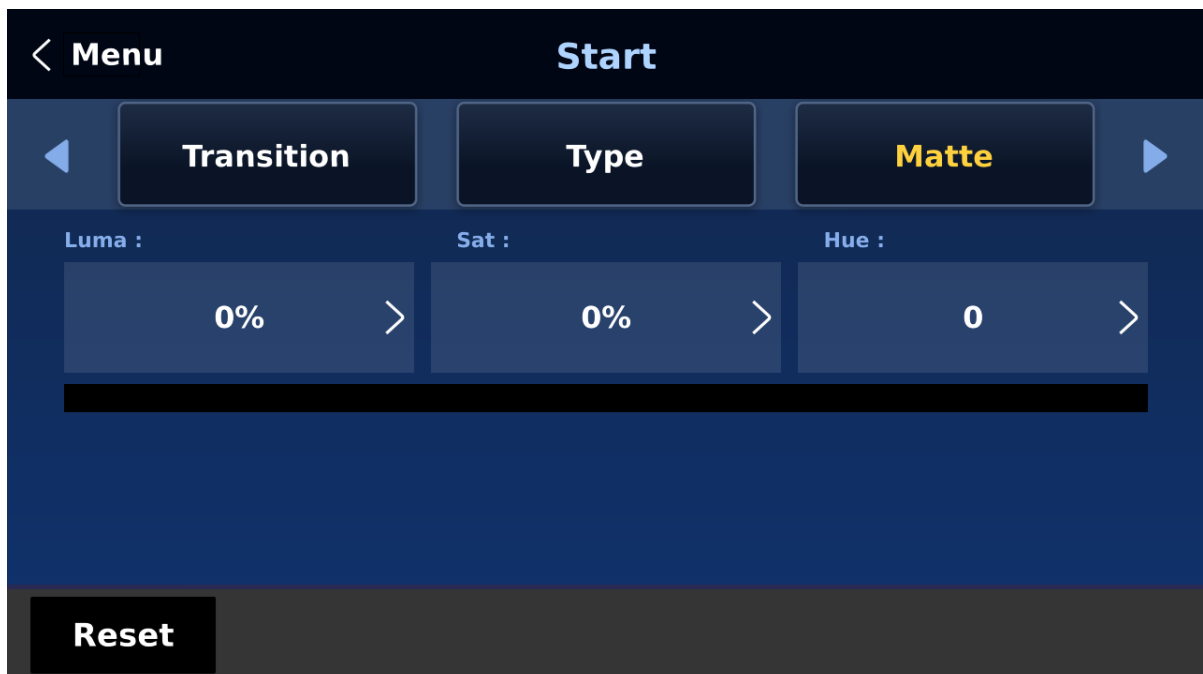 Menu
Start
Transition
Type
Matte
Luma :
Sat :
Hue :
0%
0%
0
Reset